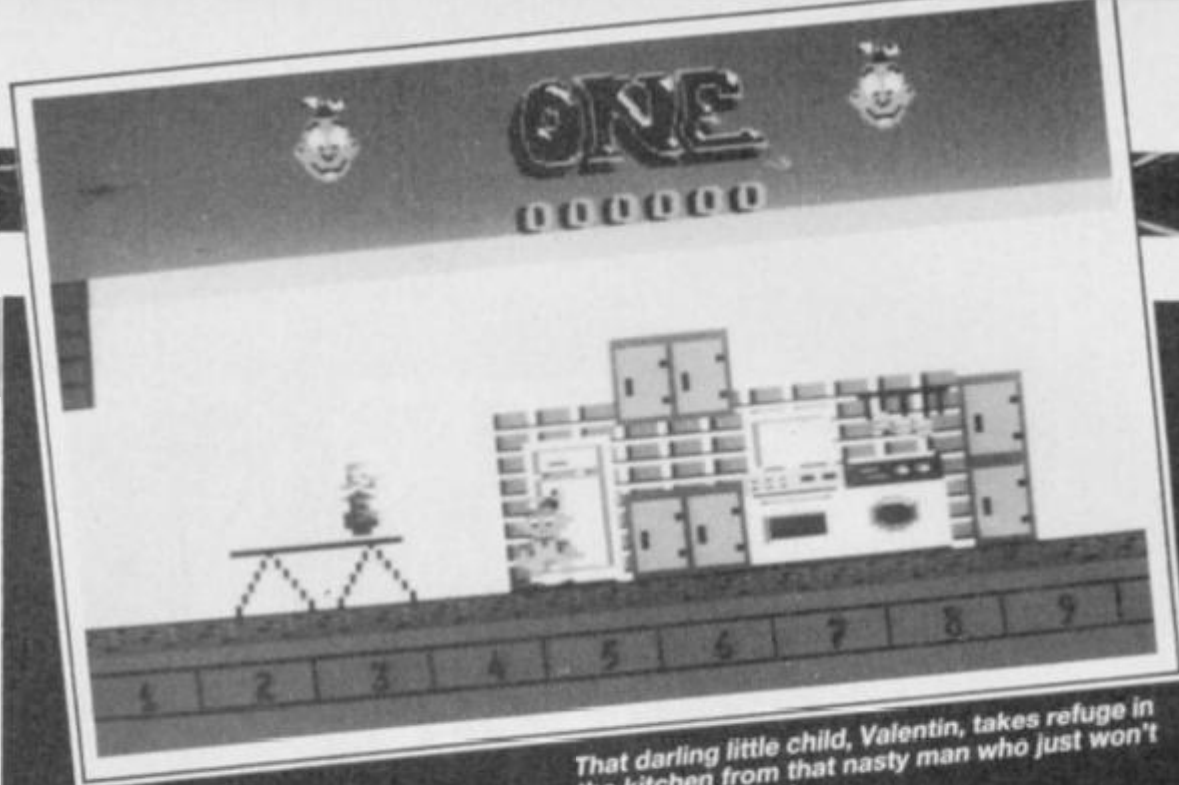 ONE
000000
1 2 3 4 5 6 7 8 9
That darling little child, Valentin, takes refuge in
the kitchen from that nasty man who just won't